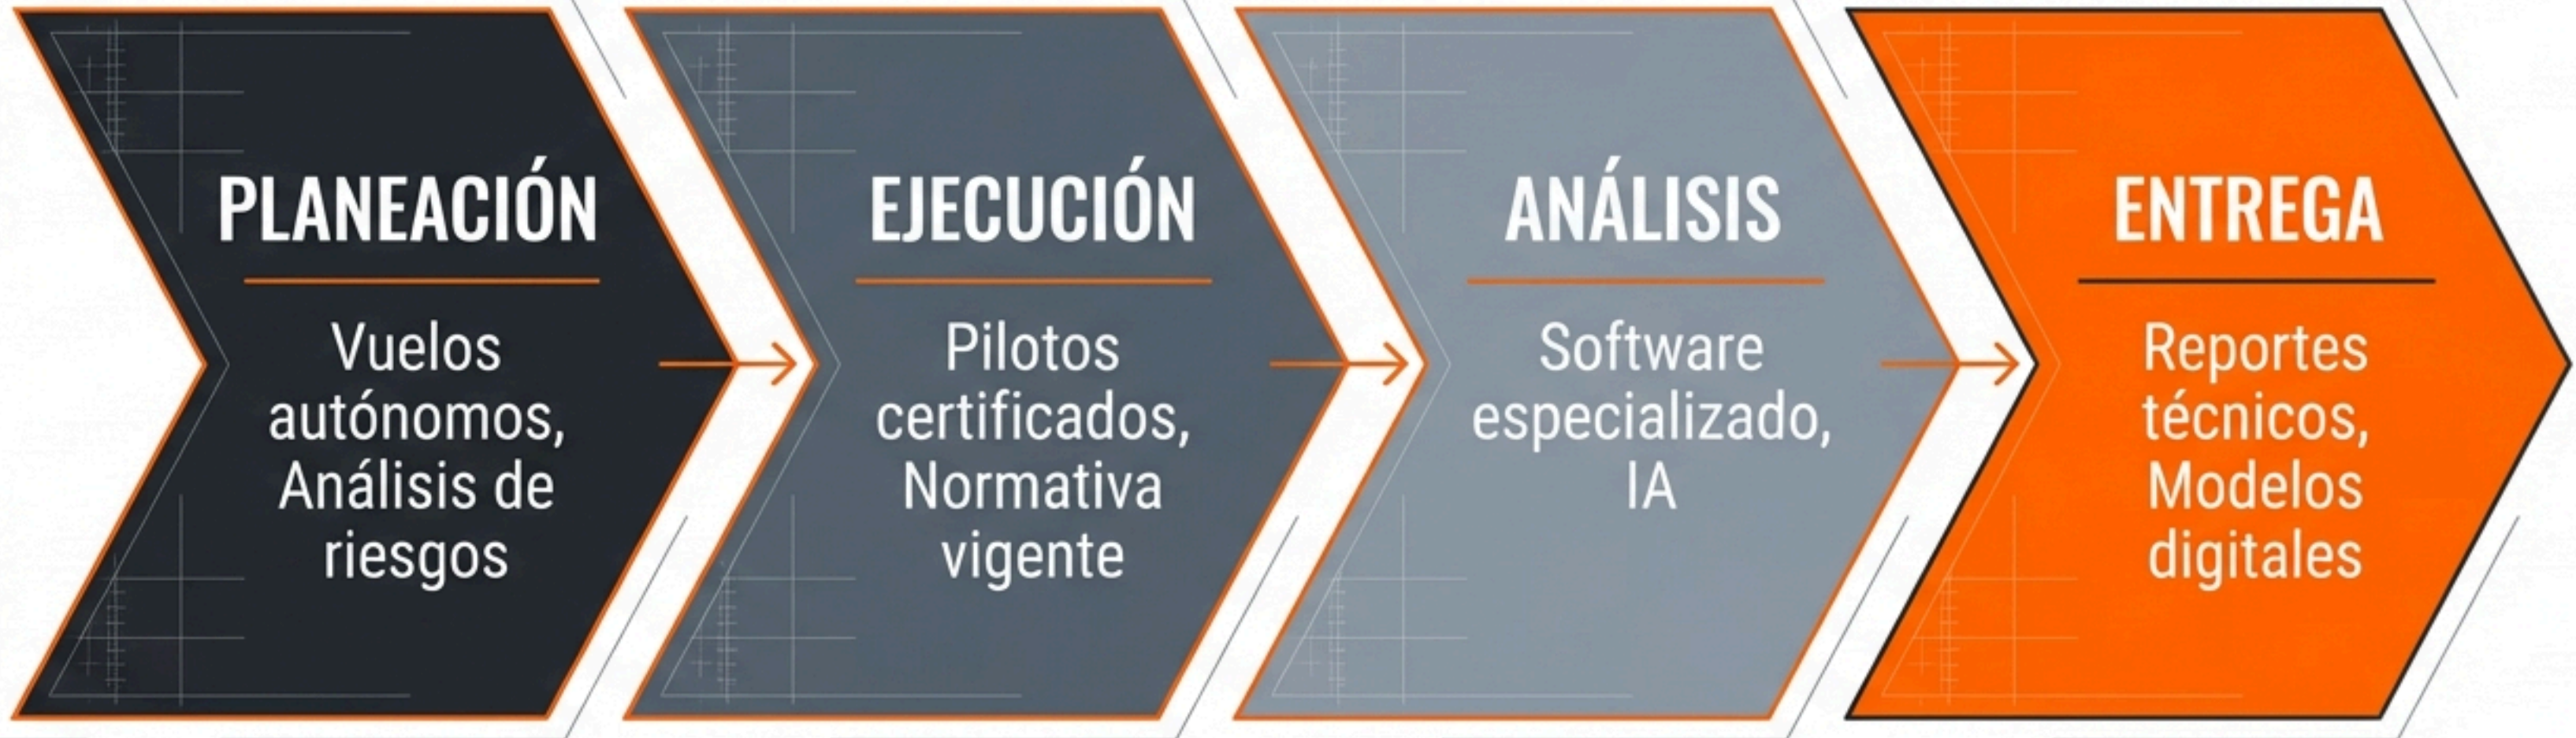 PLANEACIÓN
Vuelos
autónomos,
Análisis de
riesgos
EJECUCIÓN
Pilotos
certificados,
Normativa
vigente
ANÁLISIS
Software
especializado,
IA
ENTREGA
Reportes
técnicos,
Modelos
digitales